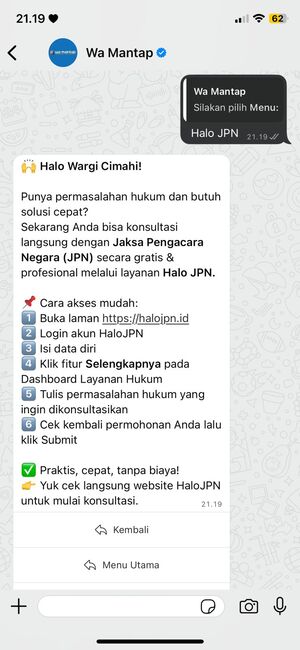 21.19
62
WA MANTAP
Wa Mantap
Wa Mantap
Silakan pilih Menu:
Halo JPN
21.19
🙌 Halo Wargi Cimahi!
Punya permasalahan hukum dan butuh
solusi cepat?
Sekarang Anda bisa konsultasi
langsung dengan Jaksa Pengacara
Negara (JPN) secara gratis &
profesional melalui layanan Halo JPN.
📌 Cara akses mudah:
1️⃣ Buka laman https://halojpn.id
2️⃣ Login akun HaloJPN
3️⃣ Isi data diri
4️⃣ Klik fitur Selengkapnya pada
Dashboard Layanan Hukum
5️⃣ Tulis permasalahan hukum yang
ingin dikonsultasikan
6️⃣ Cek kembali permohonan Anda lalu
klik Submit
✅ Praktis, cepat, tanpa biaya!
👉 Yuk cek langsung website HaloJPN
untuk mulai konsultasi.
21.19
Kembali
Menu Utama